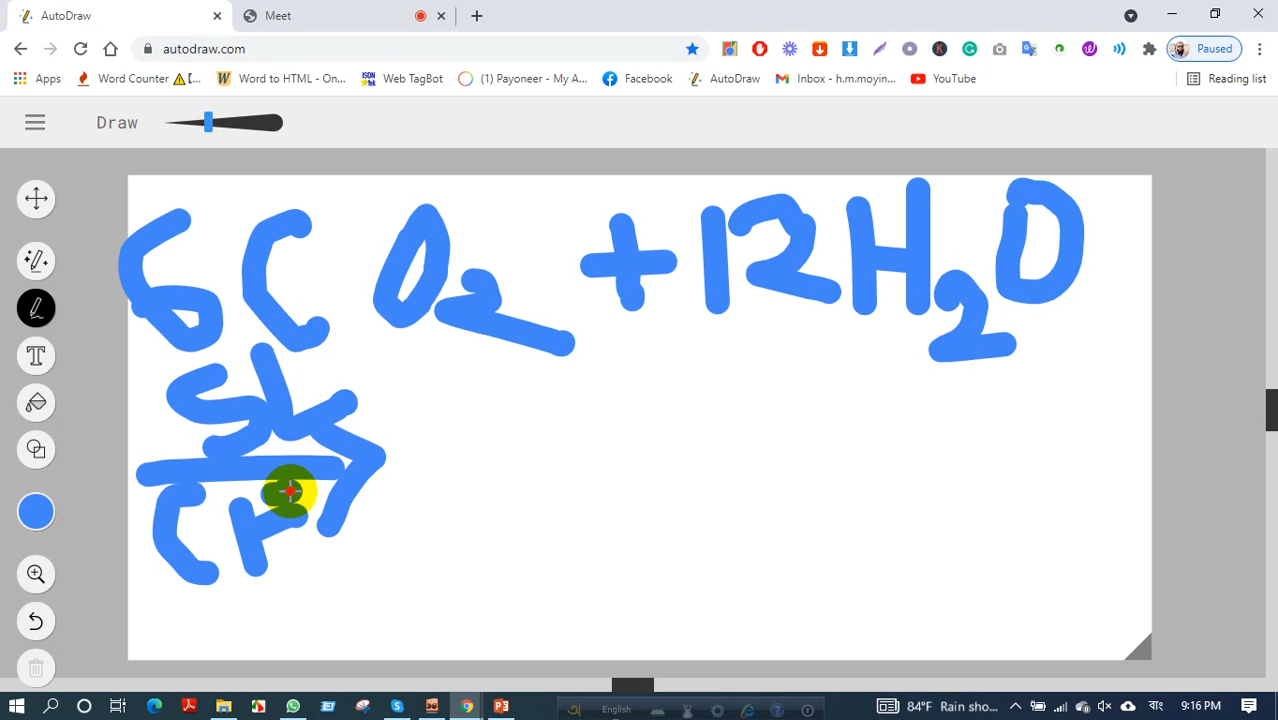 AutoDraw
Meet
autodraw.com
Paused
Apps
Word Counter
Word to HTML - On...
Web TagBot
(1) Payoneer - My A...
Facebook
AutoDraw
Inbox - h.m.moyin...
YouTube
Reading list
Draw
6CO2 + 12H2O
English
84°F Rain sho...
9:16 PM